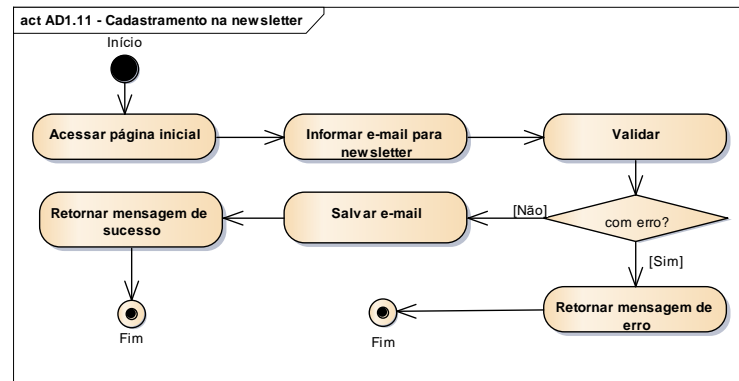 act AD1.11 - Cadastramento na newsletter
Início
Acessar página inicial
Informar e-mail para
newsletter
Validar
Retornar mensagem de
sucesso
Salvar e-mail
[Não]
com erro?
[Sim]
Retornar mensagem de
erro
Fim
Fim